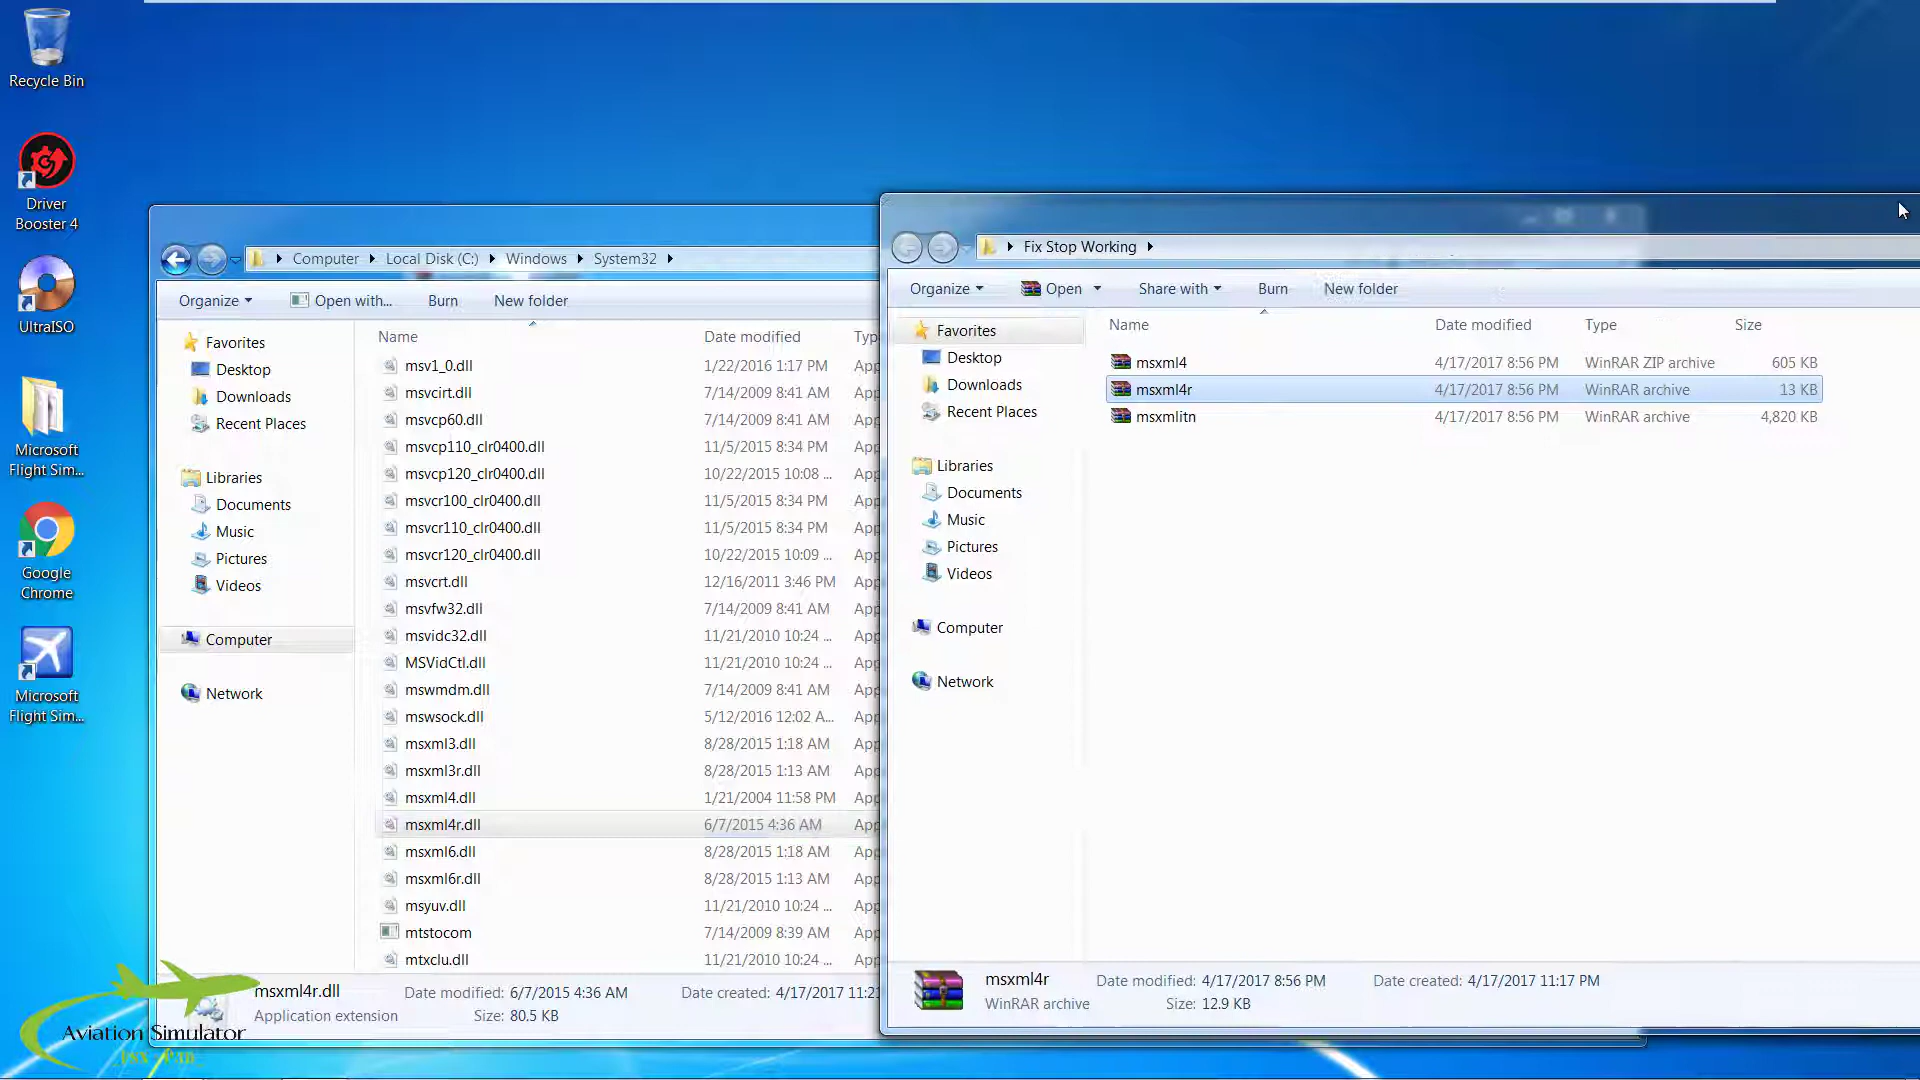 Recycle Bin
Driver
Booster 4
UltraISO
Microsoft
Flight Sim...
Google
Chrome
Microsoft
Flight Sim...
Computer
Local Disk (C:)
Windows
System32
Organize
Open with...
Burn
New folder
Favorites
Desktop
Downloads
Recent Places
Libraries
Documents
Music
Pictures
Videos
Computer
Network
Name Date modified Typ
msv1_0.dll 1/22/2016 1:17 PM App
msvcirt.dll 7/14/2009 8:41 AM App
msvcp60.dll 7/14/2009 8:41 AM App
msvcp110_clr0400.dll 11/5/2015 8:34 PM App
msvcp120_clr0400.dll 10/22/2015 10:08 ... App
msvcr100_clr0400.dll 11/5/2015 8:34 PM App
msvcr110_clr0400.dll 11/5/2015 8:34 PM App
msvcr120_clr0400.dll 10/22/2015 10:09 ... App
msvcrt.dll 12/16/2011 3:46 PM App
msvfw32.dll 7/14/2009 8:41 AM App
msvidc32.dll 11/21/2010 10:24 ... App
MSVidCtl.dll 11/21/2010 10:24 ... App
mswmdm.dll 7/14/2009 8:41 AM App
mswsock.dll 5/12/2016 12:02 A... App
msxml3.dll 8/28/2015 1:18 AM App
msxml3r.dll 8/28/2015 1:13 AM App
msxml4.dll 1/21/2004 11:58 PM App
msxml4r.dll 6/7/2015 4:36 AM App
msxml6.dll 8/28/2015 1:18 AM App
msxml6r.dll 8/28/2015 1:13 AM App
msyuv.dll 11/21/2010 10:24 ... App
mtstocom 7/14/2009 8:39 AM App
mtxclu.dll 11/21/2010 10:24 ... App
msxml4r.dll Date modified: 6/7/2015 4:36 AM Date created: 4/17/2017 11:21
Application extension Size: 80.5 KB
Aviation Simulator
Fix Stop Working
Organize
Open
Share with
Burn
New folder
Favorites
Desktop
Downloads
Recent Places
Libraries
Documents
Music
Pictures
Videos
Computer
Network
Name Date modified Type Size
msxml4 4/17/2017 8:56 PM WinRAR ZIP archive 605 KB
msxml4r 4/17/2017 8:56 PM WinRAR archive 13 KB
msxmlitn 4/17/2017 8:56 PM WinRAR archive 4,820 KB
msxml4r Date modified: 4/17/2017 8:56 PM Date created: 4/17/2017 11:17 PM
WinRAR archive Size: 12.9 KB